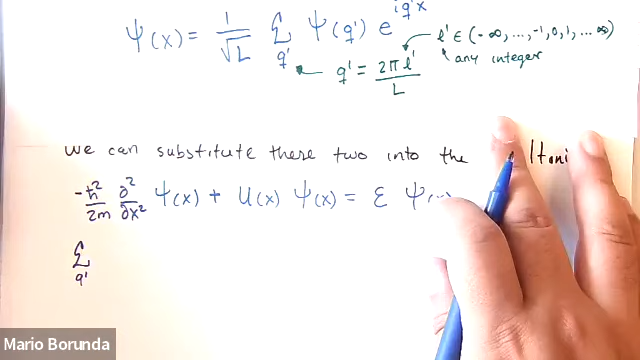 Ψ(x) = 1/√L Σ_q' Ψ(q') e^{iq'x}
q' = 2πl'/L
l' ∈ (-∞, ..., -1, 0, 1, ... ∞)
any integer
we can substitute these two into the
-ħ²/2m ∂²/∂x² Ψ(x) + U(x) Ψ(x) = ε Ψ(x)
Σ_q'
Mario Borunda